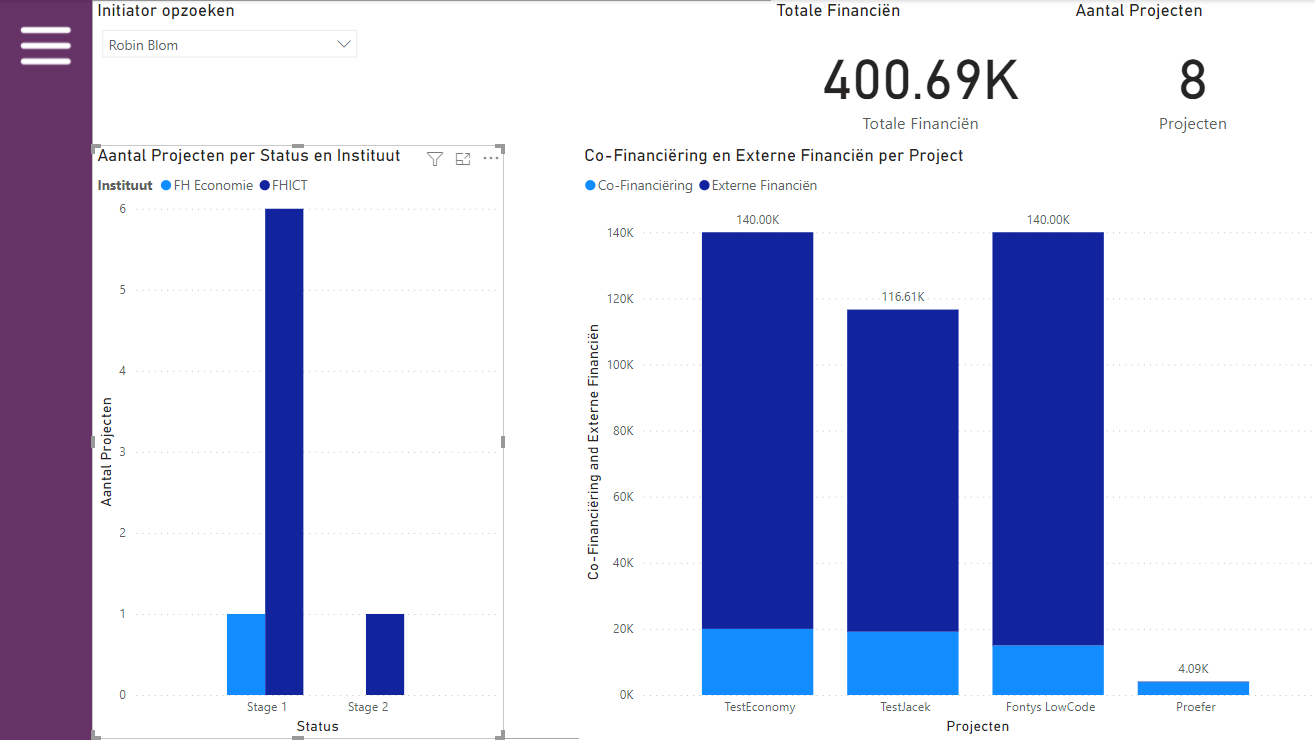 Initiator opzoeken
Robin Blom
Totale Financiën
400.69K
Totale Financiën
Aantal Projecten
8
Projecten
Aantal Projecten per Status en Instituut
Instituut FH Economie FHICT
Aantal Projecten
6
5
4
3
2
1
0
Stage 1 Stage 2
Status
Co-Financiëring en Externe Financiën per Project
Co-Financiëring Externe Financiën
Co-Financiëring and Externe Financiën
140K
120K
100K
80K
60K
40K
20K
0K
140.00K
116.61K
140.00K
4.09K
TestEconomy TestJacek Fontys LowCode Proefer
Projecten